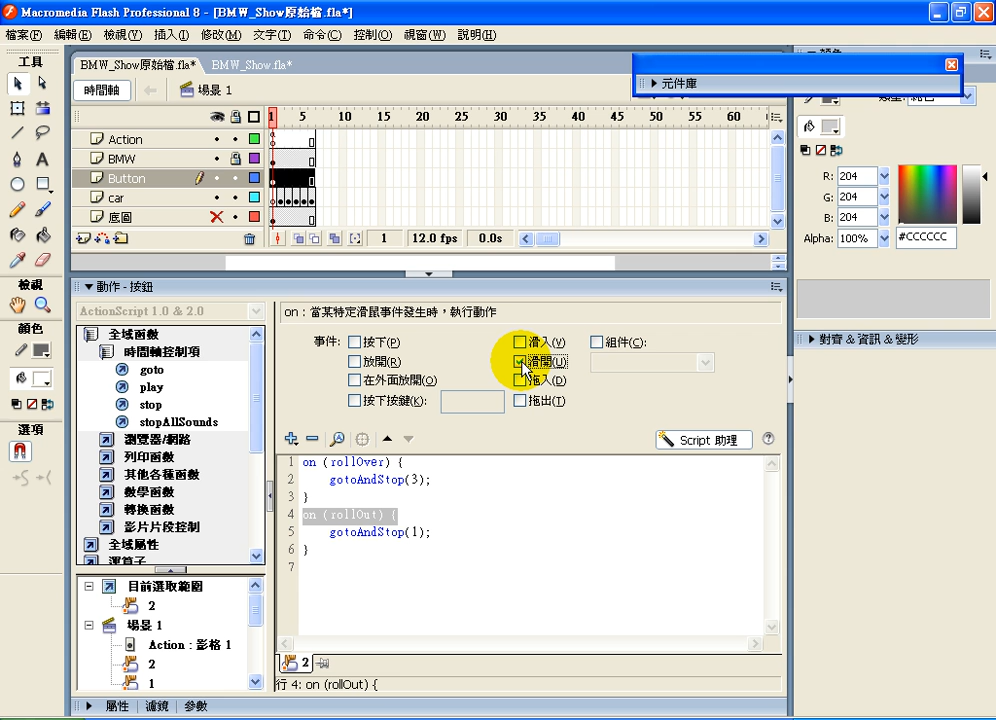 Macromedia Flash Professional 8 - [BMW_Show原始檔.fla*]
檔案(F) 編輯(E) 檢視(V) 插入(I) 修改(M) 文字(T) 命令(C) 控制(O) 視窗(W) 說明(H)
工具
BMW_Show原始檔.fla* BMW_Show.fla*
元件庫
時間軸 場景 1
1 5 10 15 20 25 30 35 40 45 50 55 60
Action
BMW
Button
car
底圖
1 12.0 fps 0.0s
R: 204
G: 204
B: 204
Alpha: 100% #CCCCCC
檢視
顏色
選項
對齊 & 資訊 & 變形
動作 - 按鈕
ActionScript 1.0 & 2.0
全域函數
時間軸控制項
goto
play
stop
stopAllSounds
瀏覽器/網路
列印函數
其他各種函數
數學函數
轉換函數
影片片段控制
全域屬性
運算子
on：當某特定滑鼠事件發生時，執行動作
事件: 按下(P) 滑入(V) 組件(C):
放開(R) 滑開(U)
在外面放開(O) 拖入(D)
按下按鍵(K): 拖出(T)
Script 助理
1 on (rollOver) {
2 gotoAndStop(3);
3 }
4 on (rollOut) {
5 gotoAndStop(1);
6 }
7
目前選取範圍
2
場景 1
Action : 影格 1
2
1
2
行 4: on (rollOut) {
屬性 濾鏡 參數